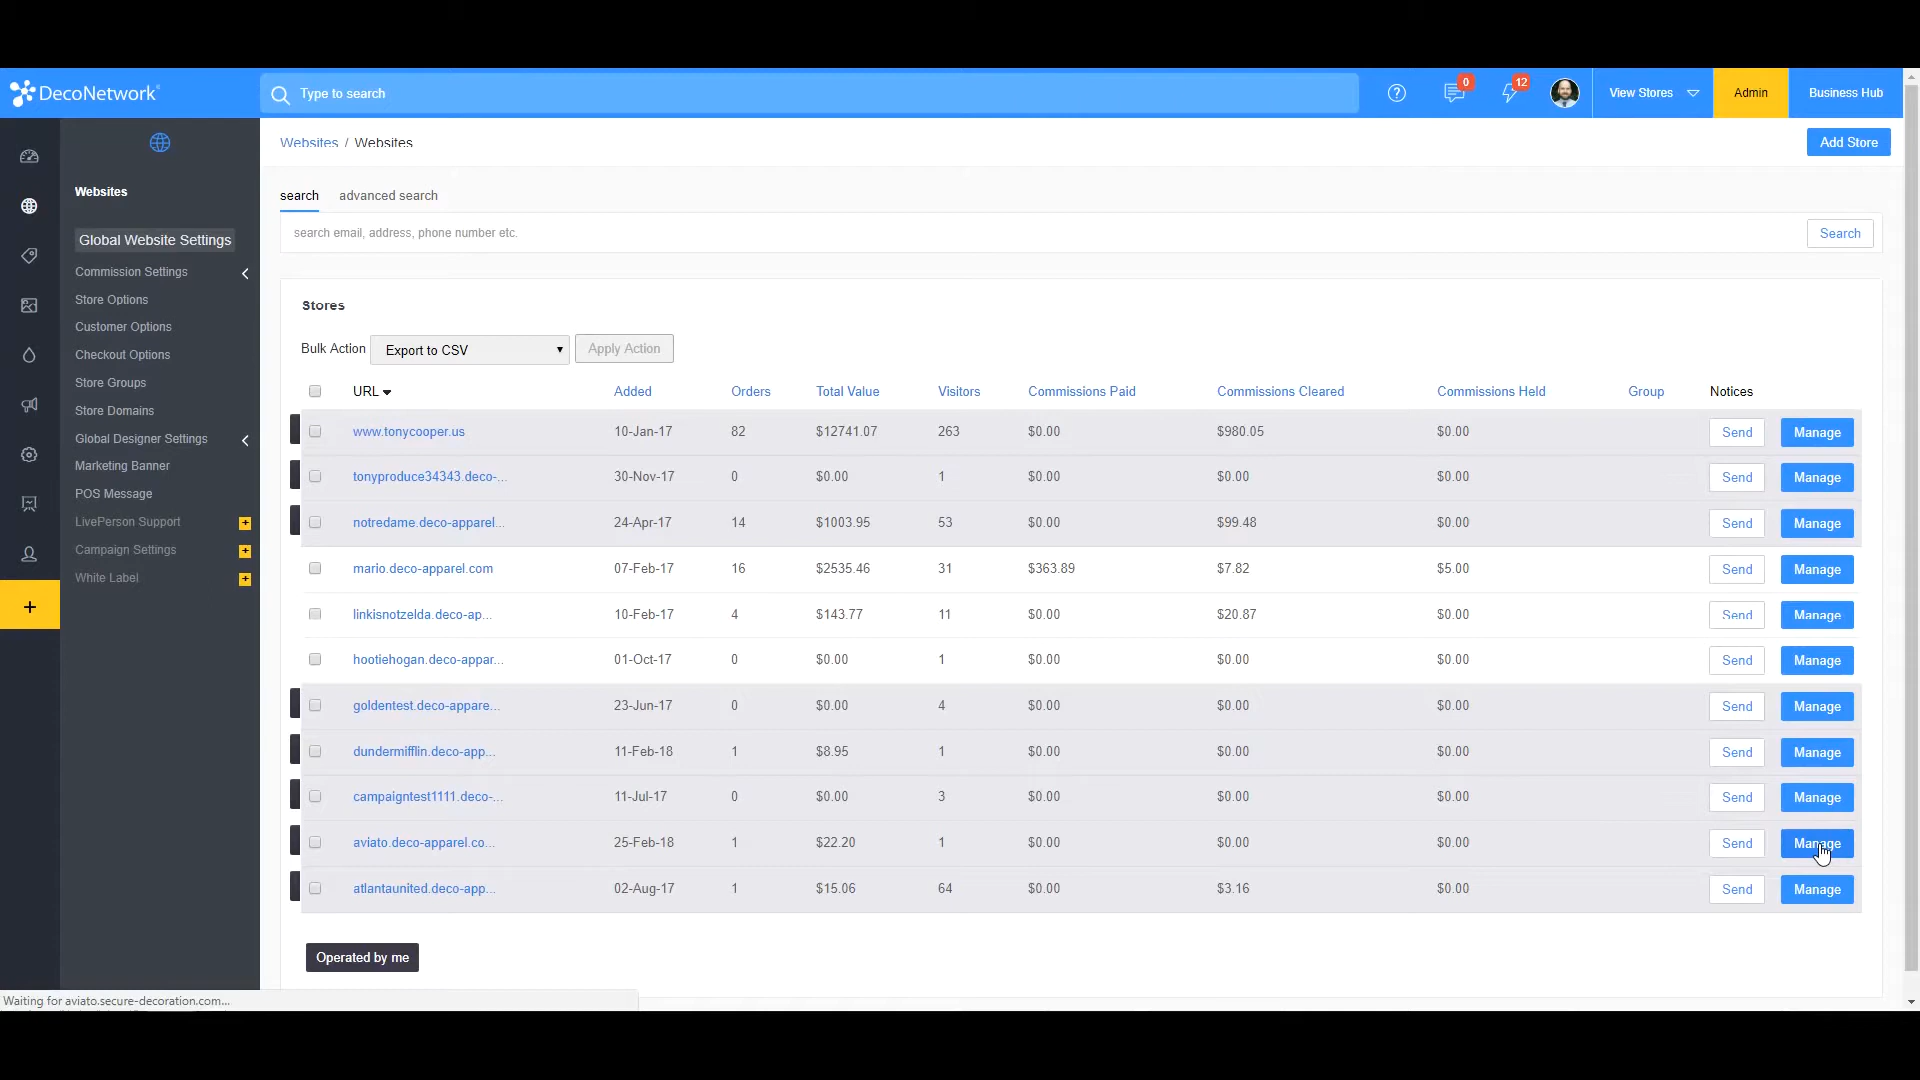 DecoNetwork
Type to search
0
12
View Stores
Admin
Business Hub
Websites / Websites
Add Store
Websites
Global Website Settings
Commission Settings
Store Options
Customer Options
Checkout Options
Store Groups
Store Domains
Global Designer Settings
Marketing Banner
POS Message
LivePerson Support
Campaign Settings
White Label
search advanced search
search email, address, phone number etc.
Search
Stores
Bulk Action Export to CSV Apply Action
URL Added Orders Total Value Visitors Commissions Paid Commissions Cleared Commissions Held Group Notices
www.tonycooper.us 10-Jan-17 82 $12741.07 263 $0.00 $980.05 $0.00 Send Manage
tonyproduce34343.deco-... 30-Nov-17 0 $0.00 1 $0.00 $0.00 $0.00 Send Manage
notredame.deco-apparel... 24-Apr-17 14 $1003.95 53 $0.00 $99.48 $0.00 Send Manage
mario.deco-apparel.com 07-Feb-17 16 $2535.46 31 $363.89 $7.82 $5.00 Send Manage
linkisnotzelda.deco-ap... 10-Feb-17 4 $143.77 11 $0.00 $20.87 $0.00 Send Manage
hootiehogan.deco-appar... 01-Oct-17 0 $0.00 1 $0.00 $0.00 $0.00 Send Manage
goldentest.deco-appare... 23-Jun-17 0 $0.00 4 $0.00 $0.00 $0.00 Send Manage
dundermifflin.deco-app... 11-Feb-18 1 $8.95 1 $0.00 $0.00 $0.00 Send Manage
campaigntest1111.deco-... 11-Jul-17 0 $0.00 3 $0.00 $0.00 $0.00 Send Manage
aviato.deco-apparel.co... 25-Feb-18 1 $22.20 1 $0.00 $0.00 $0.00 Send Manage
atlantaunited.deco-app... 02-Aug-17 1 $15.06 64 $0.00 $3.16 $0.00 Send Manage
Operated by me
Waiting for aviato.secure-decoration.com...